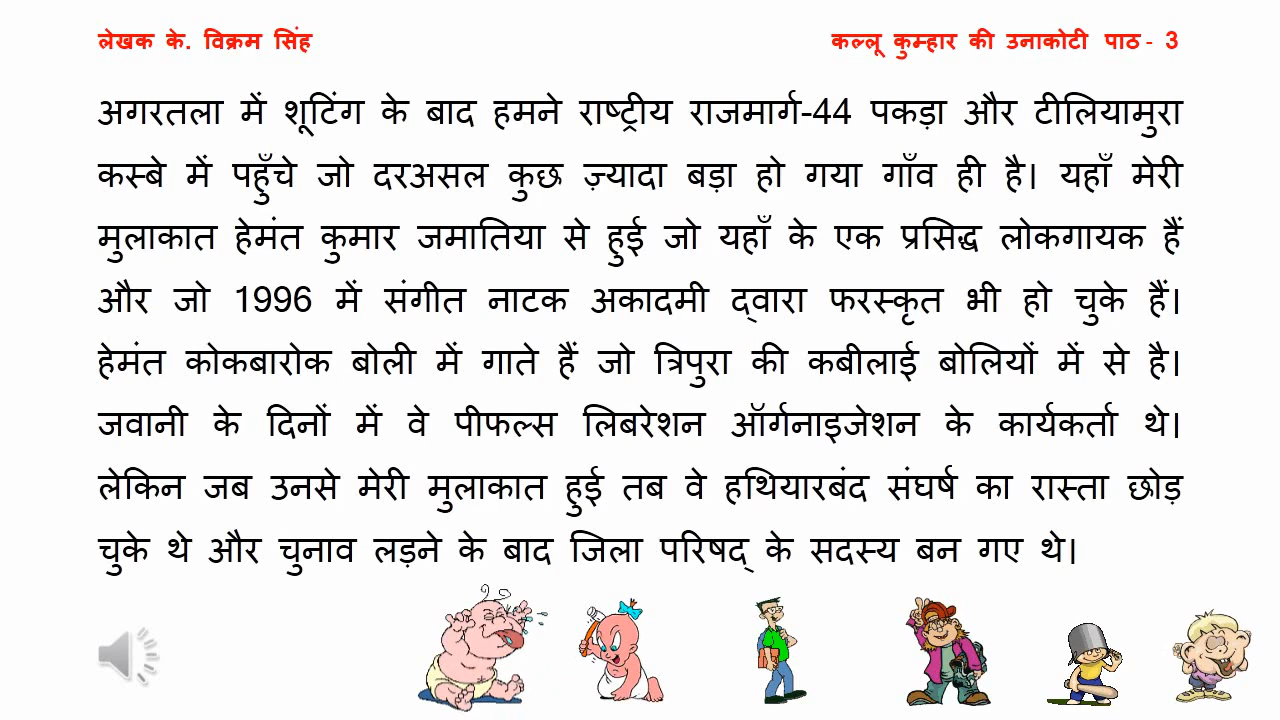 लेखक के. विक्रम सिंह
कल्लू कुम्हार की उनाकोटी पाठ - 3
अगरतला में शूटिंग के बाद हमने राष्ट्रीय राजमार्ग-44 पकड़ा और टीलियामुरा
कस्बे में पहुँचे जो दरअसल कुछ ज़्यादा बड़ा हो गया गाँव ही है। यहाँ मेरी
मुलाकात हेमंत कुमार जमातिया से हुई जो यहाँ के एक प्रसिद्ध लोकगायक हैं
और जो 1996 में संगीत नाटक अकादमी द्वारा फरस्कृत भी हो चुके हैं।
हेमंत कोकबारोक बोली में गाते हैं जो त्रिपुरा की कबीलाई बोलियों में से है।
जवानी के दिनों में वे पीफल्स लिबरेशन ऑर्गनाइजेशन के कार्यकर्ता थे।
लेकिन जब उनसे मेरी मुलाकात हुई तब वे हथियारबंद संघर्ष का रास्ता छोड़
चुके थे और चुनाव लड़ने के बाद जिला परिषद् के सदस्य बन गए थे।